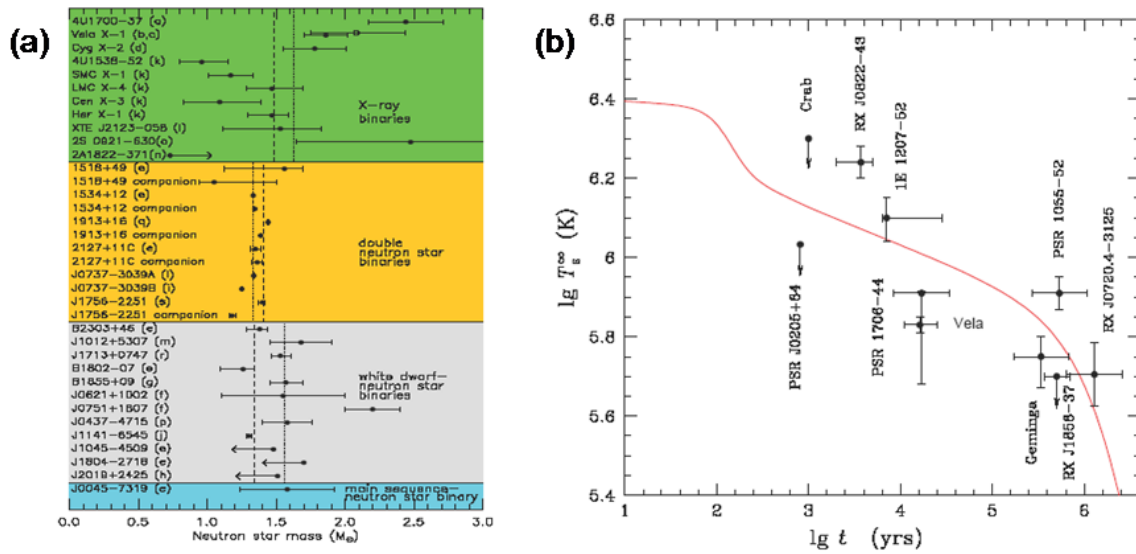 (a)
4U1700-37 (q)
Vela X-1 (b,c)
Cyg X-2 (d)
4U1538-52 (k)
SMC X-1 (k)
LMC X-4 (k)
Cen X-3 (k)
Her X-1 (k)
XTE J2123-058 (l)
2S 0921-630(o)
2A1822-371(n)
X-ray
binaries
1518+49 (e)
1518+49 companion
1534+12 (e)
1534+12 companion
1913+16 (q)
1913+16 companion
2127+11C (e)
2127+11C companion
J0737-3039A (i)
J0737-3039B (i)
J1756-2251 (s)
J1756-2251 companion
double
neutron star
binaries
B2303+46 (e)
J1012+5307 (m)
J1713+0747 (r)
B1802-07 (e)
B1855+09 (g)
J0621+1002 (f)
J0751+1807 (f)
J0437-4715 (p)
J1141-6545 (j)
J1045-4509 (e)
J1804-2718 (e)
J2019+2425 (h)
white dwarf-
neutron star
binaries
J0045-7319 (e)
main sequence-
neutron star binary
0.0 0.5 1.0 1.5 2.0 2.5 3.0
Neutron star mass (M⊙)
(b)
6.6
6.4
6.2
6
5.8
5.6
5.4
lg Ts∞ (K)
Crab
RX J0822-43
1E 1207-52
PSR 1055-52
RX J0720.4-3125
PSR J0205+64
PSR 1706-44
Vela
Geminga
RX J1856-37
1 2 3 4 5 6
lg t (yrs)